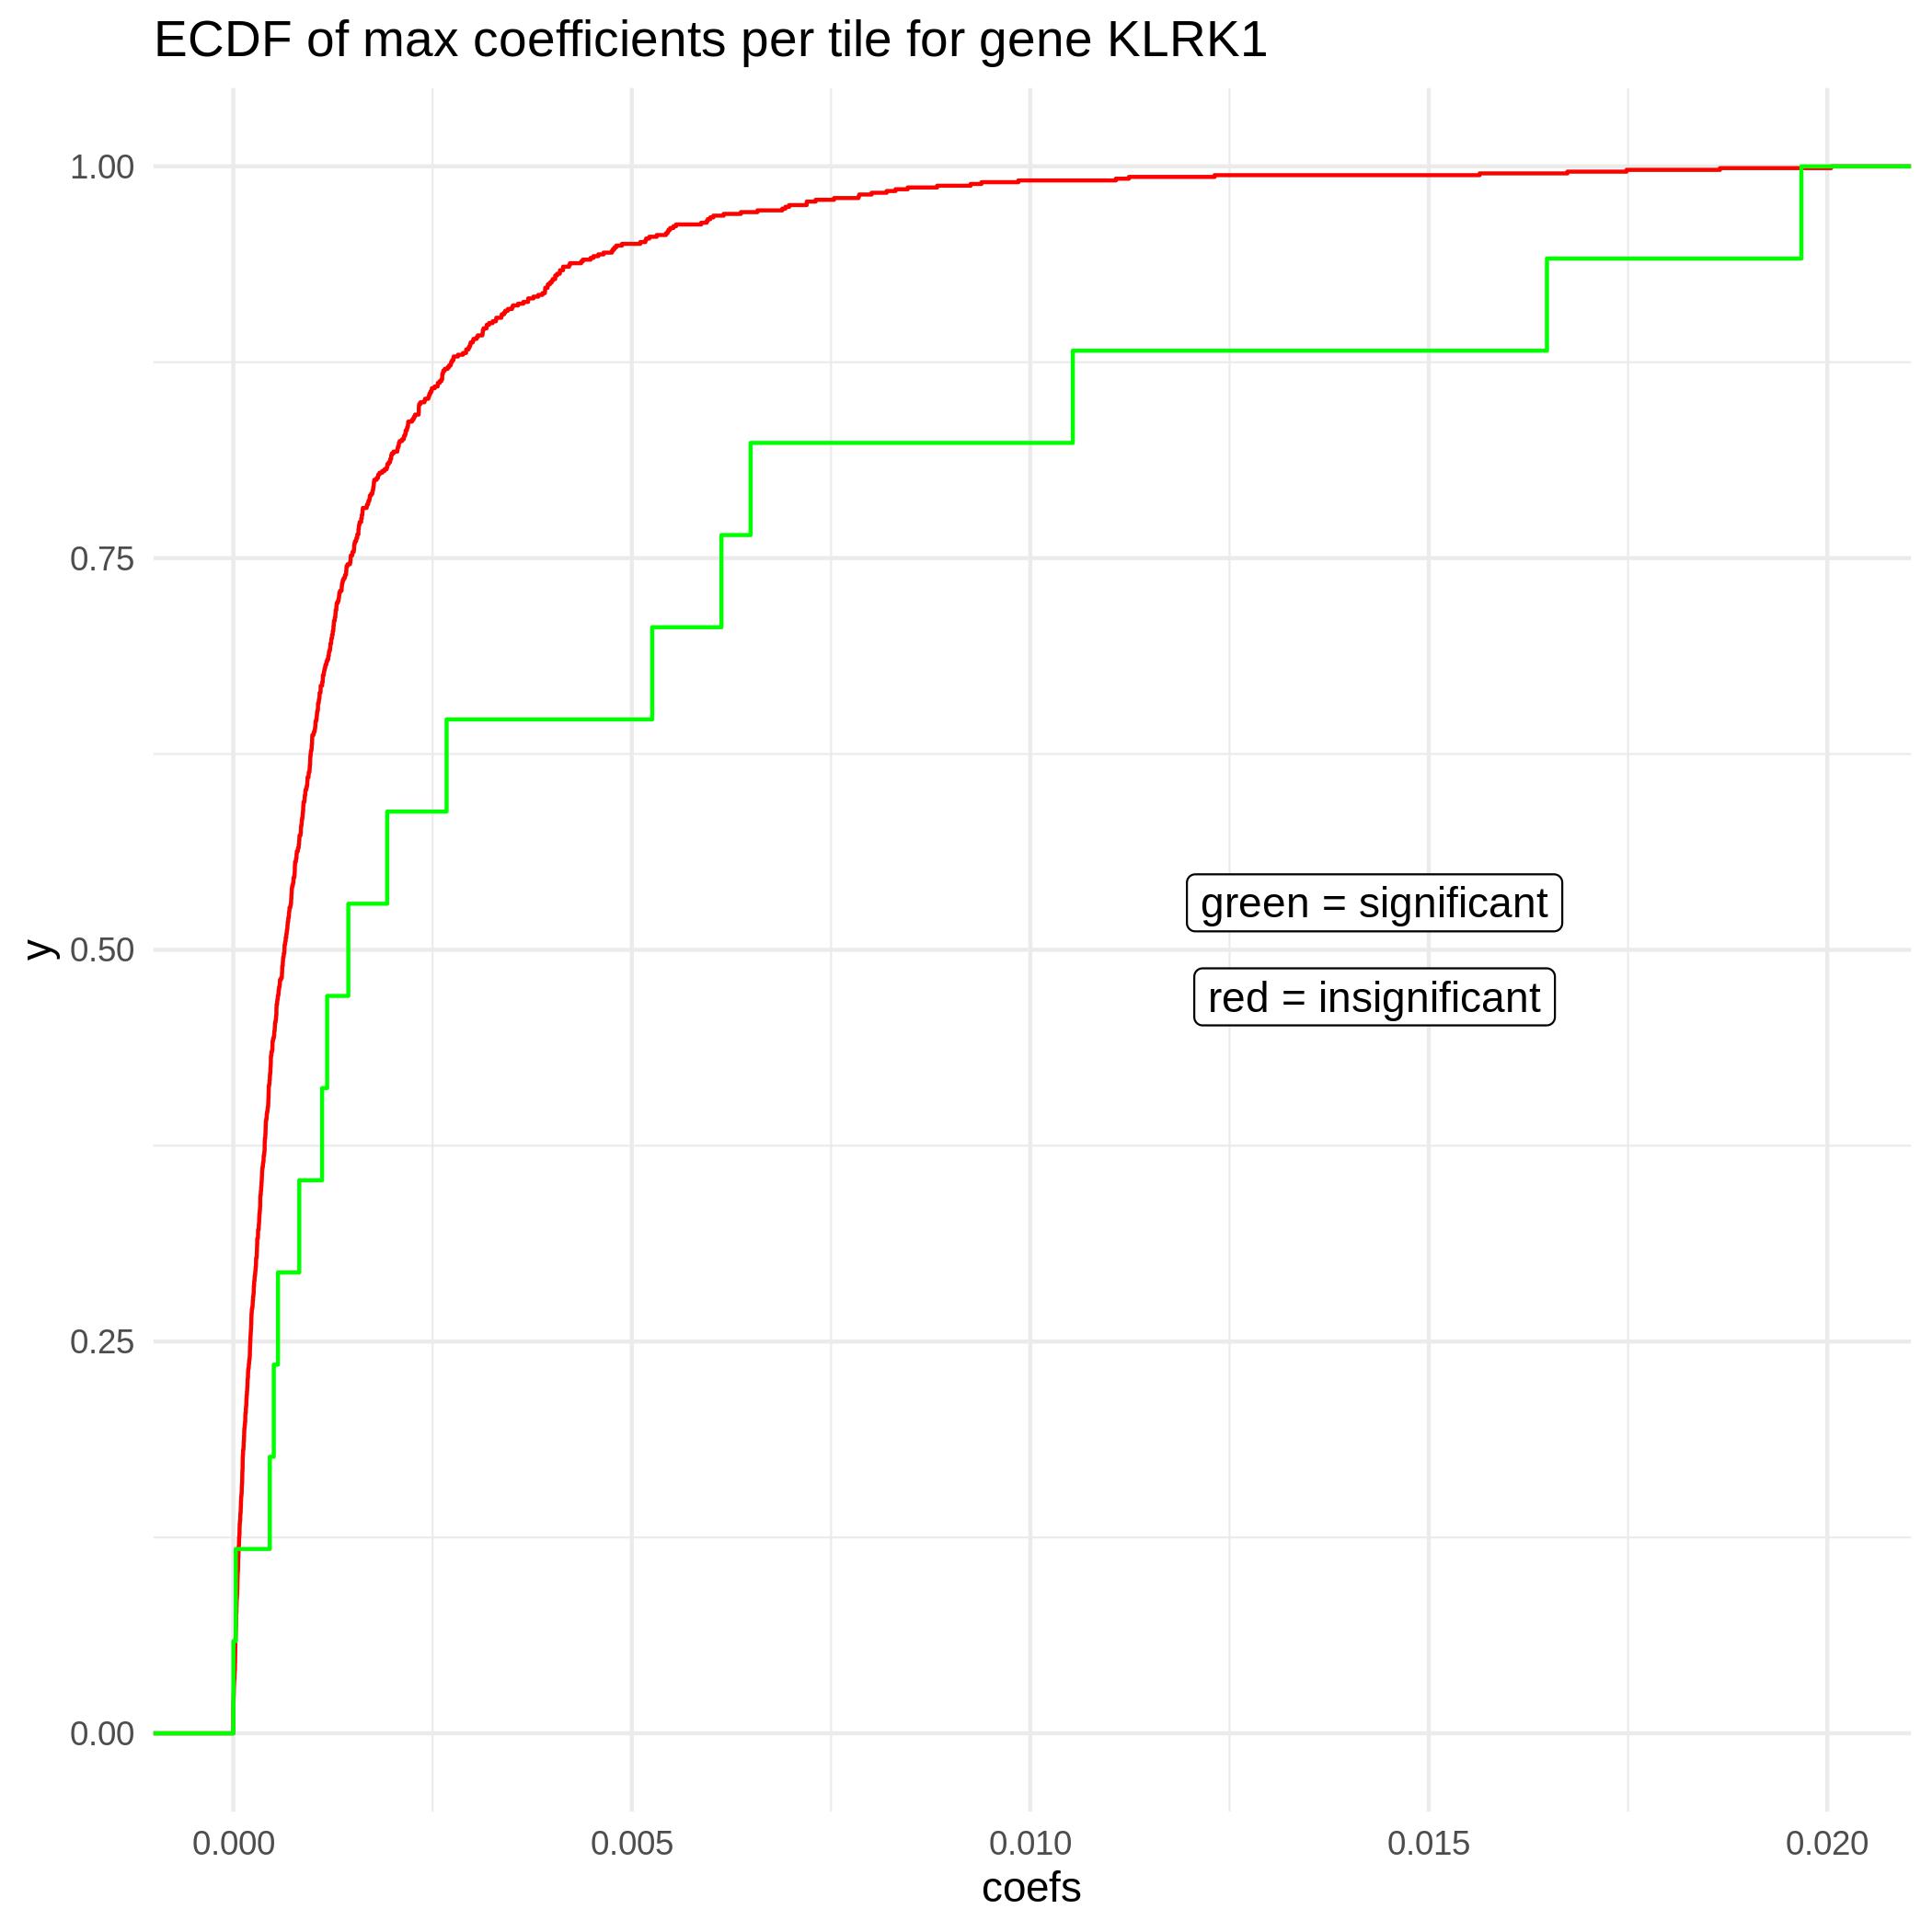 ECDF of max coefficients per tile for gene KLRK1
1.00
0.75
0.50
0.25
0.00
y
green = significant
red = insignificant
0.000
0.005
0.010
0.015
0.020
coefs